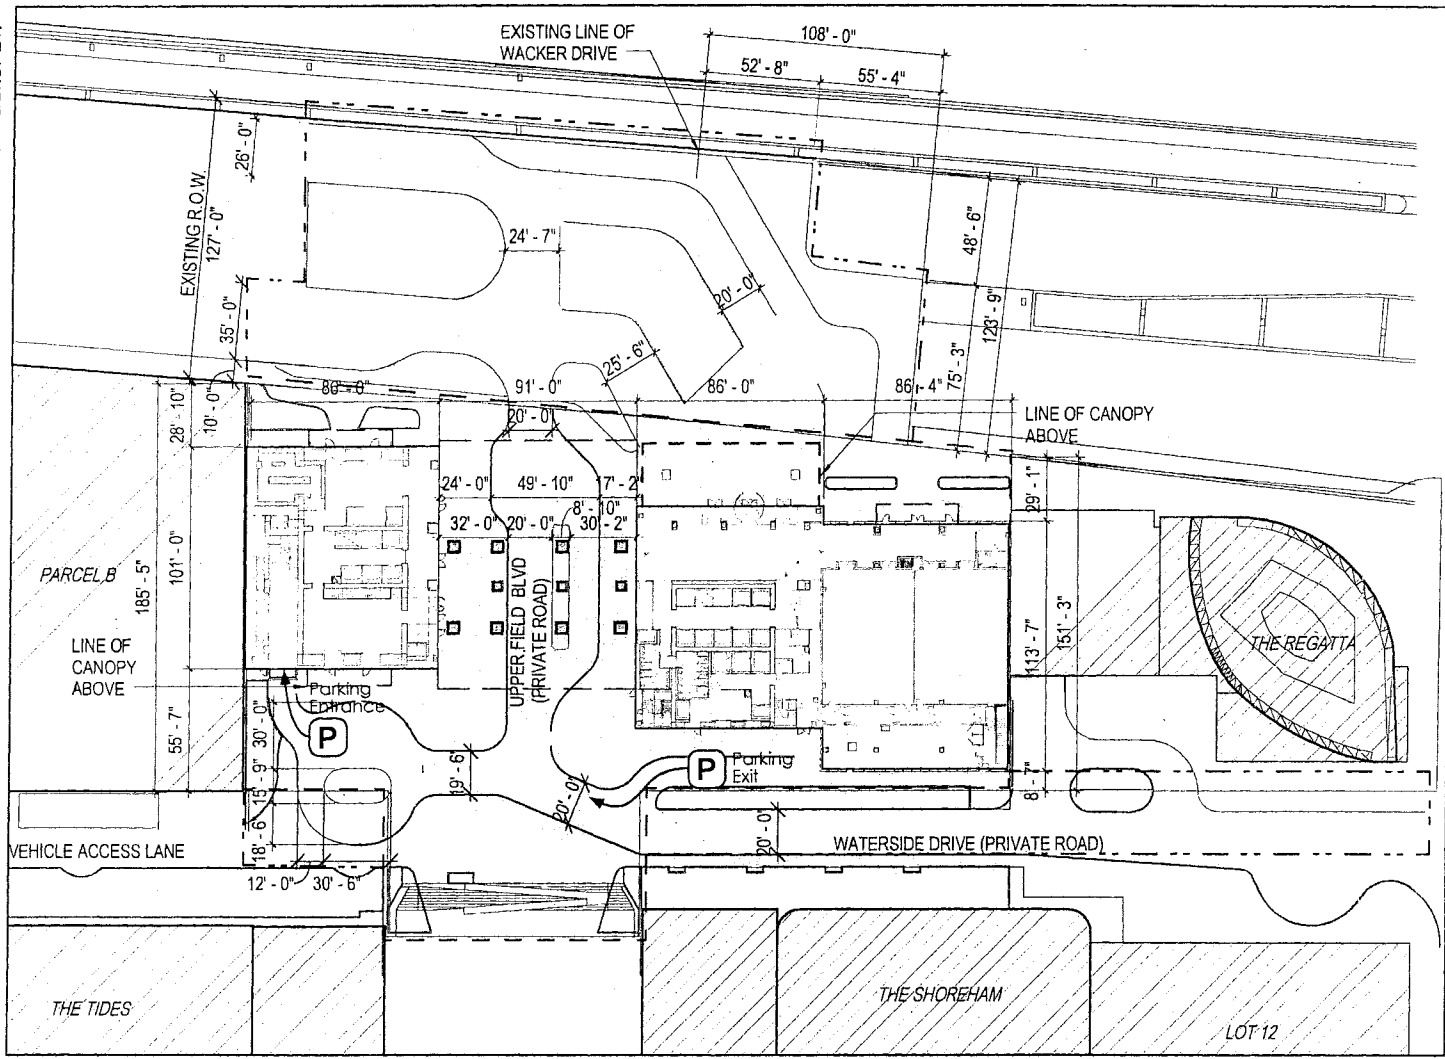 EXISTING LINE OF
WACKER DRIVE
108' - 0"
52' - 8"
55' - 4"
26' - 0"
EXISTING R.O.W.
127' - 0"
24' - 7"
48' - 6"
123' - 9"
20' - 0"
35' - 0"
25' - 6"
75' - 3"
28' 10"
10' - 0"
86' - 0"
91' - 0"
86' - 0"
86' - 4"
20' - 0"
LINE OF CANOPY
ABOVE
24' - 0"
49' - 10"
17' - 2"
29' - 1"
8' - 10"
32' - 0"
20' - 0"
30' - 2"
PARCEL B
185' - 5"
101' - 0"
UPPER FIELD BLVD
(PRIVATE ROAD)
113' - 7"
151' - 3"
THE REGATTA
LINE OF
CANOPY
ABOVE
Parking
Entrance
P
55' - 7"
30' - 0"
19' - 6"
P
Parking
Exit
15' 9"
20' - 0"
8' - 7"
18' - 6"
20' - 0"
VEHICLE ACCESS LANE
WATERSIDE DRIVE (PRIVATE ROAD)
12' - 0"
30' - 6"
THE TIDES
THE SHOREHAM
LOT 12